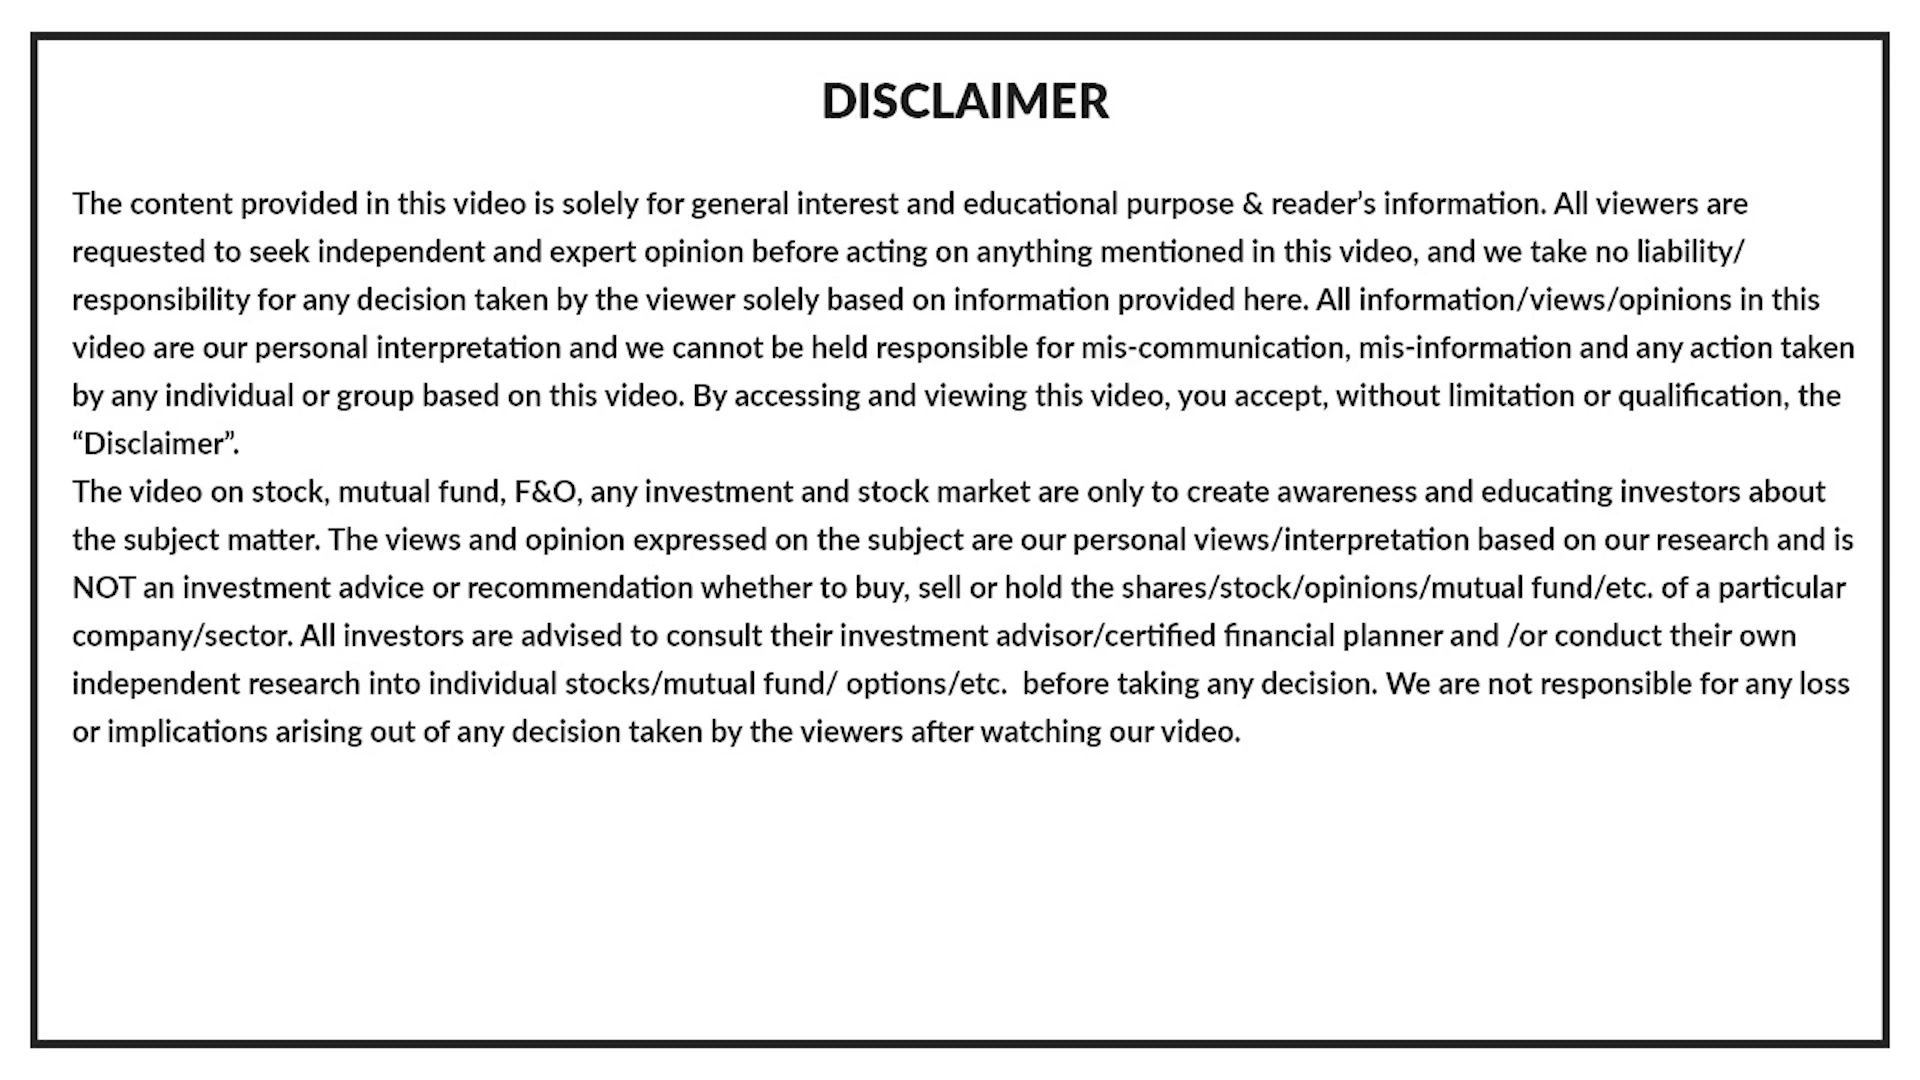 DISCLAIMER
The content provided in this video is solely for general interest and educational purpose & reader’s information. All viewers are
requested to seek independent and expert opinion before acting on anything mentioned in this video, and we take no liability/
responsibility for any decision taken by the viewer solely based on information provided here. All information/views/opinions in this
video are our personal interpretation and we cannot be held responsible for mis-communication, mis-information and any action taken
by any individual or group based on this video. By accessing and viewing this video, you accept, without limitation or qualification, the
“Disclaimer”.
The video on stock, mutual fund, F&O, any investment and stock market are only to create awareness and educating investors about
the subject matter. The views and opinion expressed on the subject are our personal views/interpretation based on our research and is
NOT an investment advice or recommendation whether to buy, sell or hold the shares/stock/opinions/mutual fund/etc. of a particular
company/sector. All investors are advised to consult their investment advisor/certified financial planner and /or conduct their own
independent research into individual stocks/mutual fund/ options/etc.  before taking any decision. We are not responsible for any loss
or implications arising out of any decision taken by the viewers after watching our video.